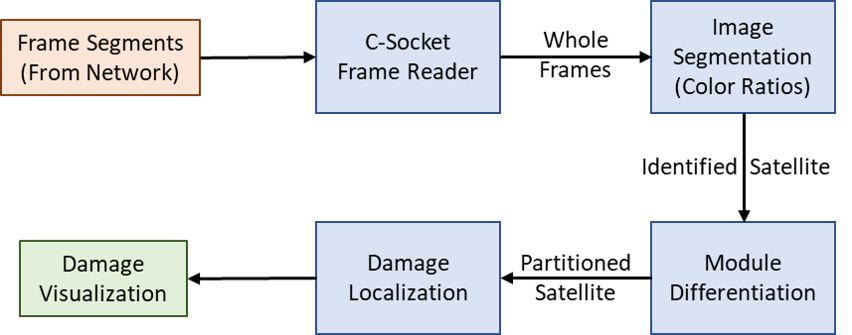 Frame Segments
(From Network)
C-Socket
Frame Reader
Whole
Frames
Image
Segmentation
(Color Ratios)
Identified Satellite
Module
Differentiation
Partitioned
Satellite
Damage
Localization
Damage
Visualization